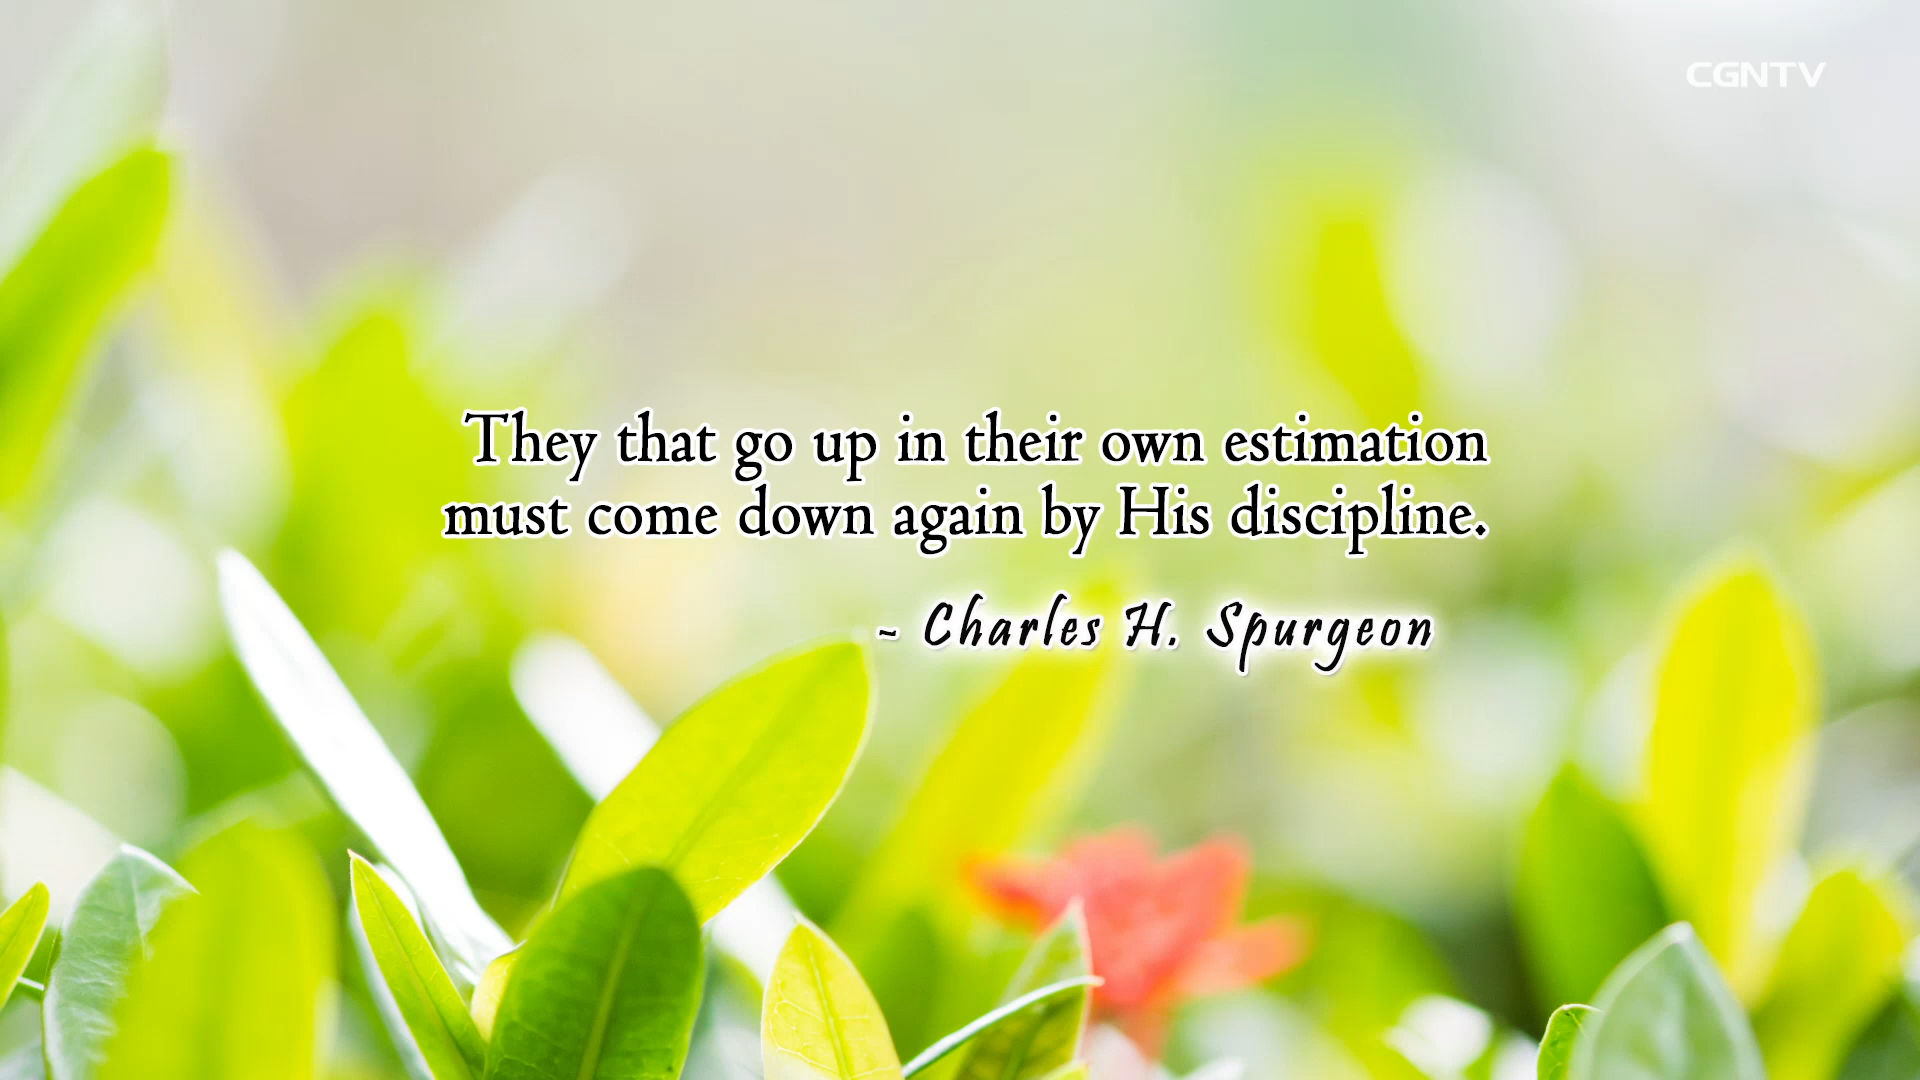 CGNTV
They that go up in their own estimation
must come down again by His discipline.
- Charles H. Spurgeon